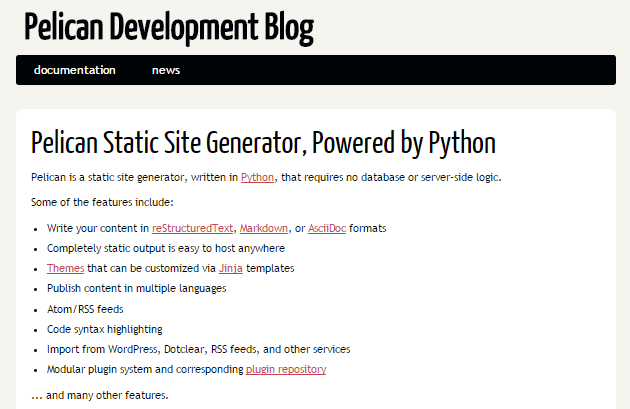 Pelican Development Blog
documentation news
Pelican Static Site Generator, Powered by Python
Pelican is a static site generator, written in Python, that requires no database or server-side logic.
Some of the features include:
• Write your content in reStructuredText, Markdown, or AsciiDoc formats
• Completely static output is easy to host anywhere
• Themes that can be customized via Jinja templates
• Publish content in multiple languages
• Atom/RSS feeds
• Code syntax highlighting
• Import from WordPress, Dotclear, RSS feeds, and other services
• Modular plugin system and corresponding plugin repository
... and many other features.